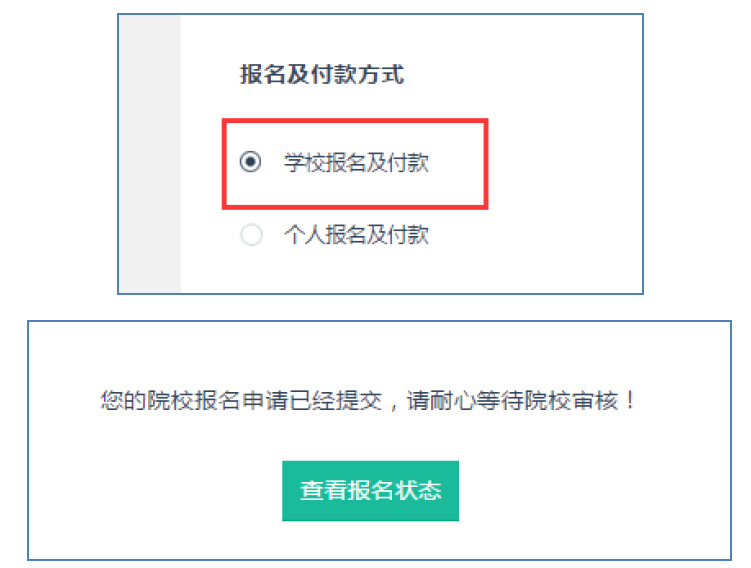 报名及付款方式
学校报名及付款
个人报名及付款
您的院校报名申请已经提交，请耐心等待院校审核！
查看报名状态